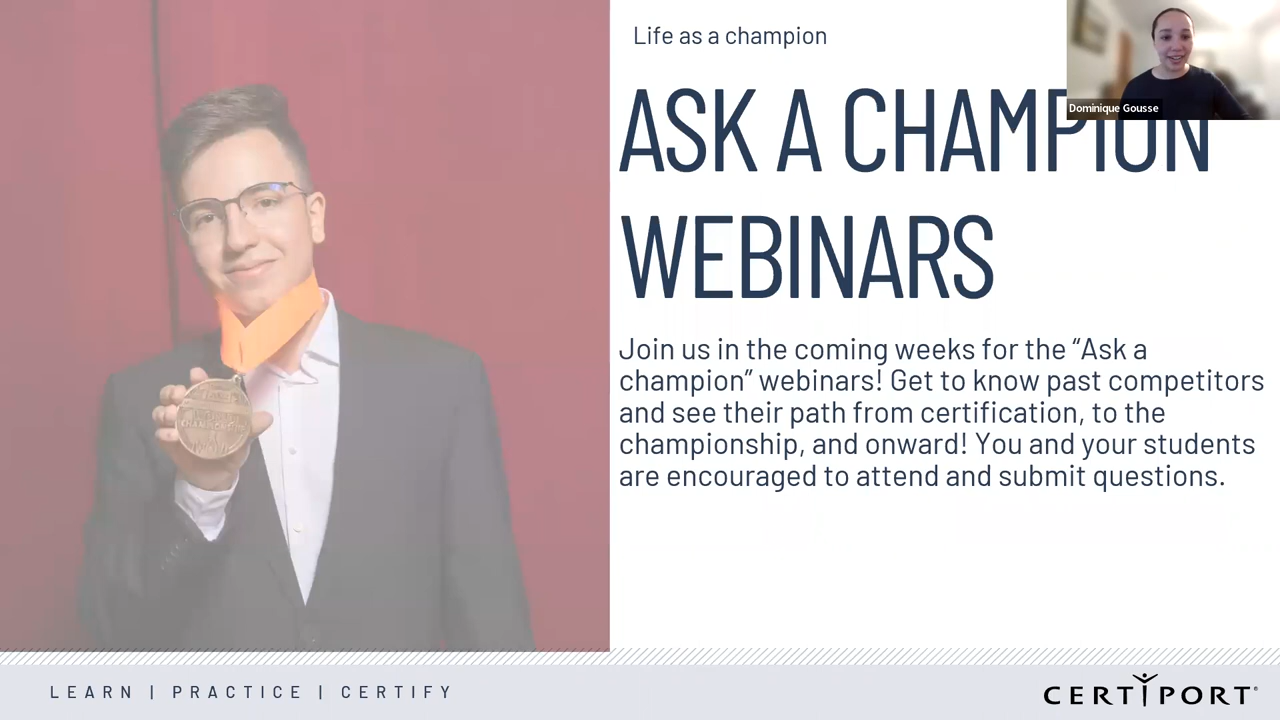 Life as a champion
Dominique Gousse
ASK A CHAMPION
WEBINARS
Join us in the coming weeks for the “Ask a
champion” webinars! Get to know past competitors
and see their path from certification, to the
championship, and onward! You and your students
are encouraged to attend and submit questions.
LEARN | PRACTICE | CERTIFY
CERTIPORT®